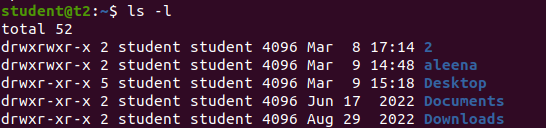 student@t2:~$ ls -l
total 52
drwxrwxr-x 2 student student 4096 Mar  8 17:14 2
drwxrwxr-x 2 student student 4096 Mar  9 14:48 aleena
drwxr-xr-x 5 student student 4096 Mar  9 15:18 Desktop
drwxr-xr-x 2 student student 4096 Jun 17  2022 Documents
drwxr-xr-x 2 student student 4096 Aug 29  2022 Downloads